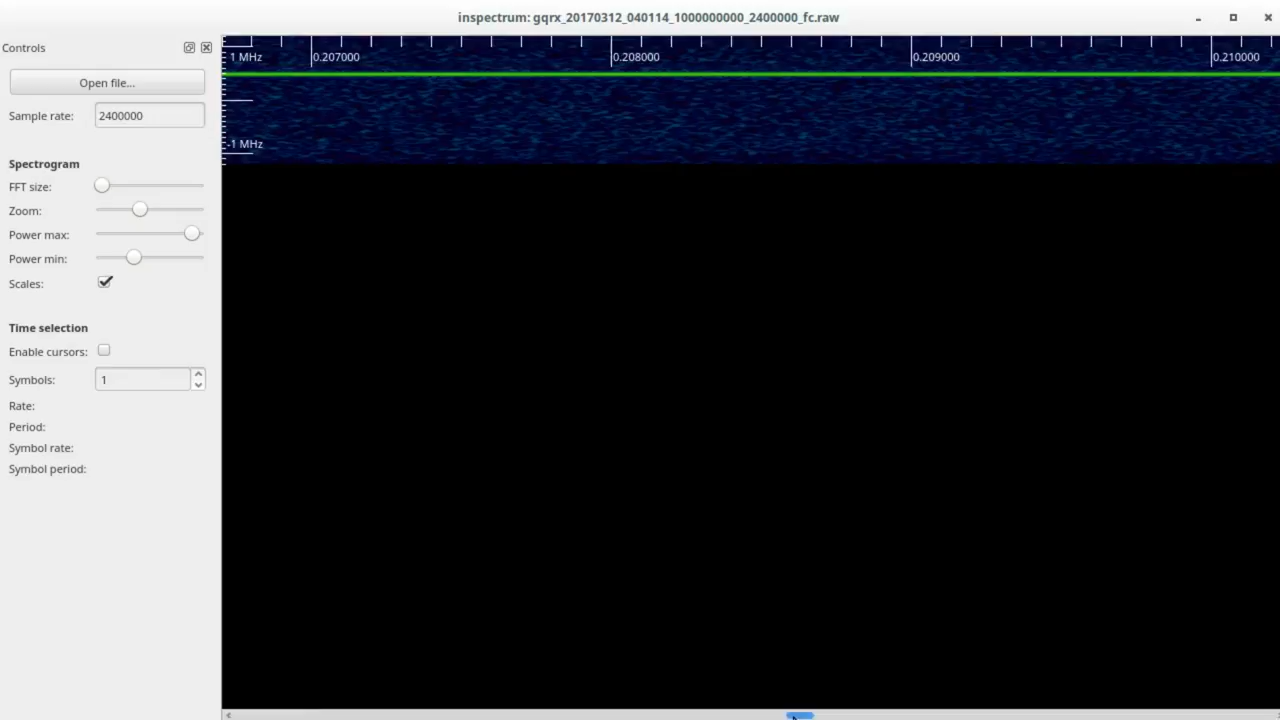 inspectrum: gqrx_20170312_040114_1000000000_2400000_fc.raw
Controls
Open file...
Sample rate: 2400000
Spectrogram
FFT size:
Zoom:
Power max:
Power min:
Scales:
Time selection
Enable cursors:
Symbols: 1
Rate:
Period:
Symbol rate:
Symbol period:
1 MHz 0.207000 0.208000 0.209000 0.210000
-1 MHz